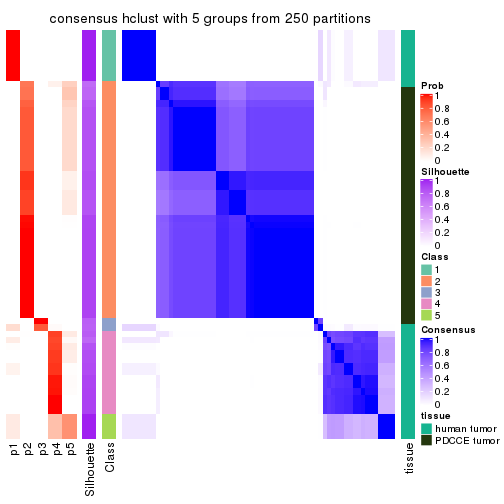 consensus hclust with 5 groups from 250 partitions
Prob
1
0.8
0.6
0.4
0.2
0
Silhouette
1
0.8
0.6
0.4
0.2
0
Class
1
2
3
4
5
Consensus
1
0.8
0.6
0.4
0.2
0
tissue
human tumor
PDCCE tumor
p1
p2
p3
p4
p5
Silhouette
Class
tissue